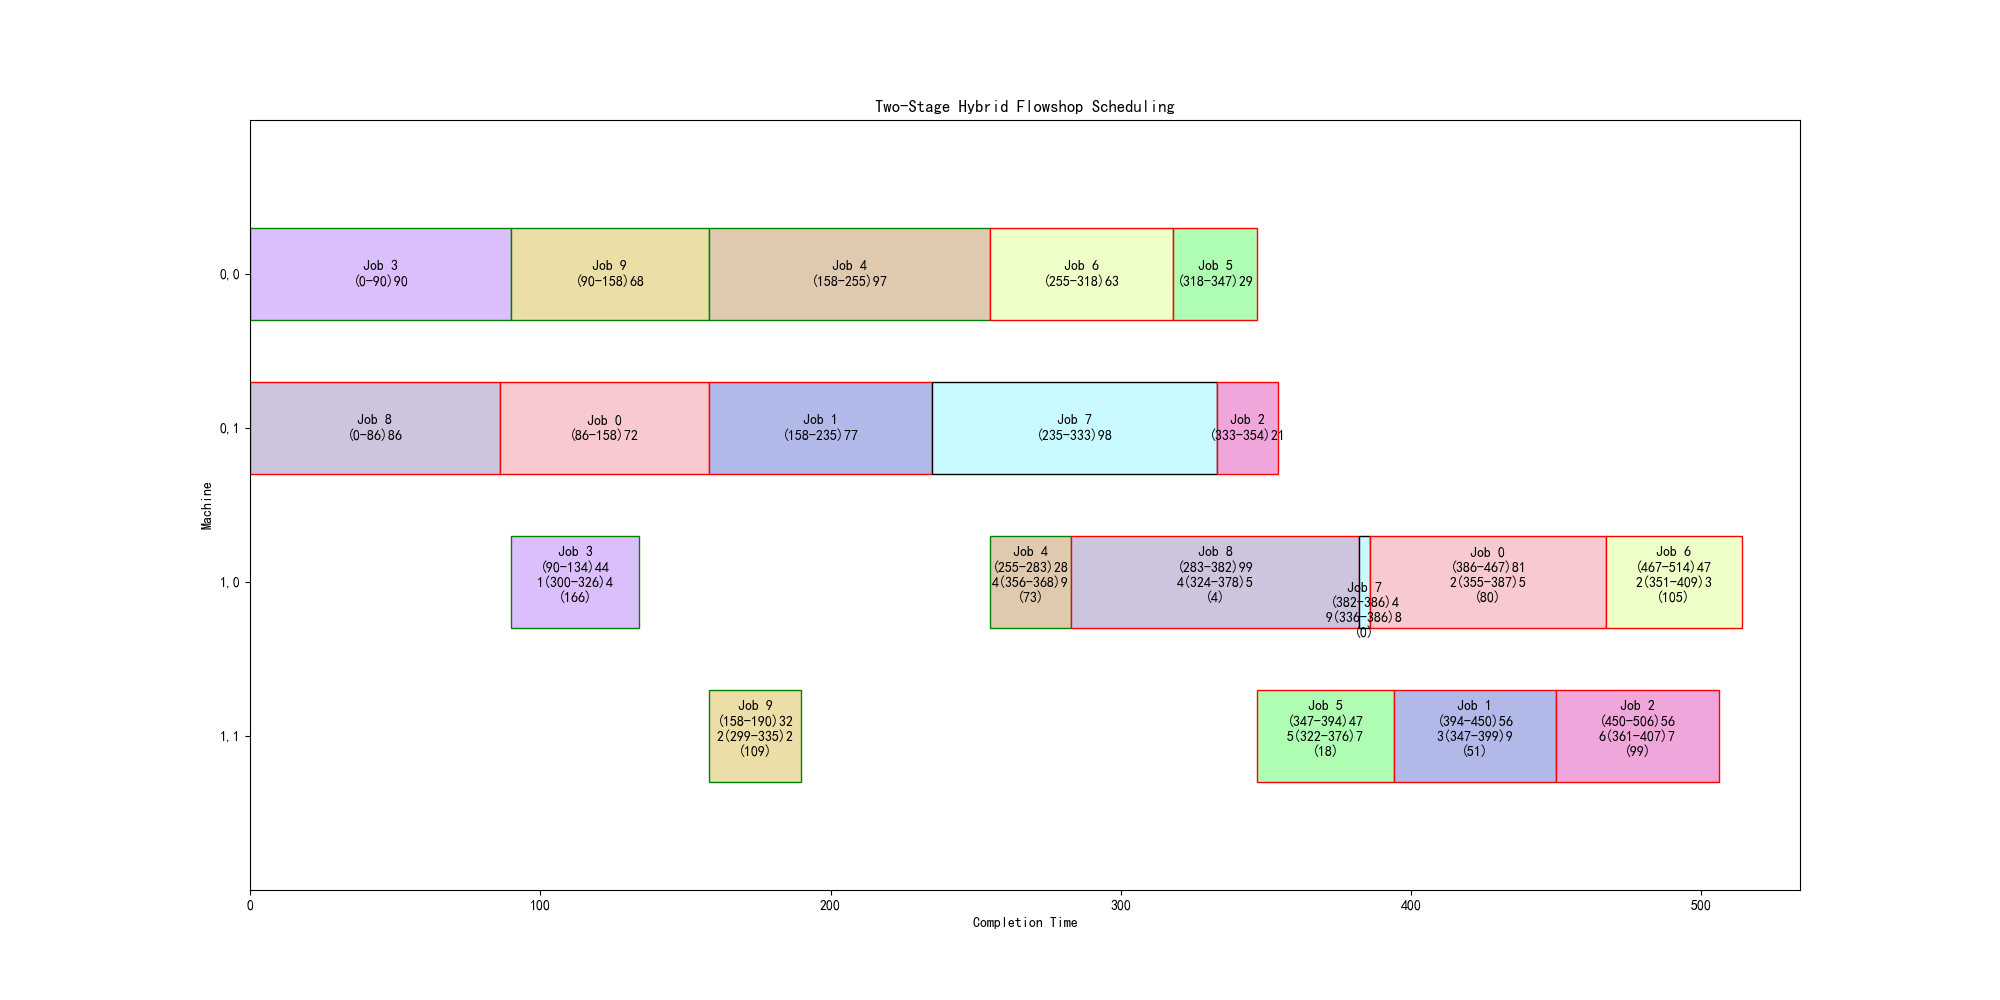 Two-Stage Hybrid Flowshop Scheduling
0,0
Job 3
(0-90)90
Job 9
(90-158)68
Job 4
(158-255)97
Job 6
(255-318)63
Job 5
(318-347)29
0,1
Job 8
(0-86)86
Job 0
(86-158)72
Job 1
(158-235)77
Job 7
(235-333)98
Job 2
(333-354)21
Machine
1,0
Job 3
(90-134)44
1(300-326)4
(166)
Job 4
(255-283)28
4(356-368)9
(73)
Job 8
(283-382)99
4(324-378)5
(4)
Job 7
(382-386)4
9(336-386)8
(0)
Job 0
(386-467)81
2(355-387)5
(80)
Job 6
(467-514)47
2(351-409)3
(105)
1,1
Job 9
(158-190)32
2(299-335)2
(109)
Job 5
(347-394)47
5(322-376)7
(18)
Job 1
(394-450)56
3(347-399)9
(51)
Job 2
(450-506)56
6(361-407)7
(99)
0 100 200 300 400 500
Completion Time